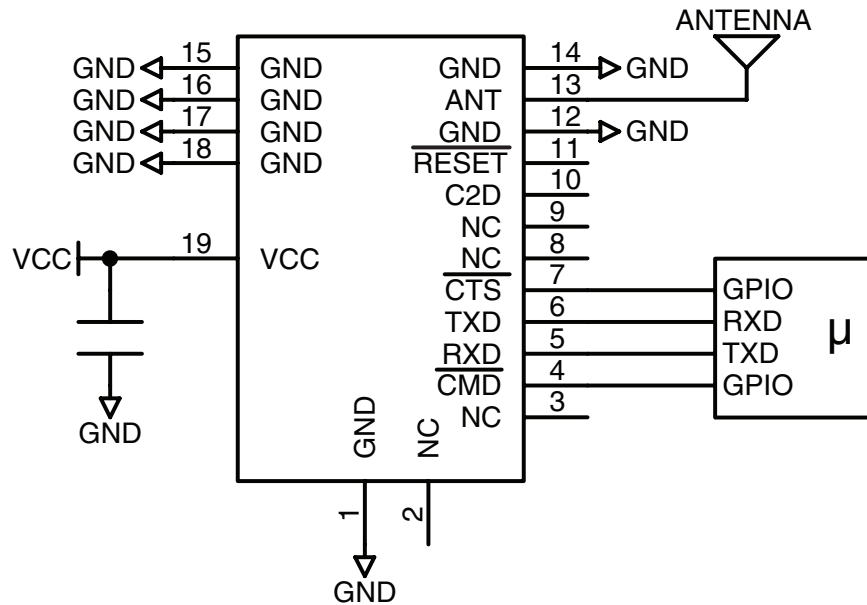 ANTENNA
GND 15 GND GND 14 GND
GND 16 GND ANT 13
GND 17 GND GND 12 GND
GND 18 GND RESET 11
C2D 10
NC 9
VCC 19 VCC NC 8
CTS 7 GPIO
TXD 6 RXD µ
RXD 5 TXD
CMD 4 GPIO
NC 3
GND
GND NC
1 2
GND